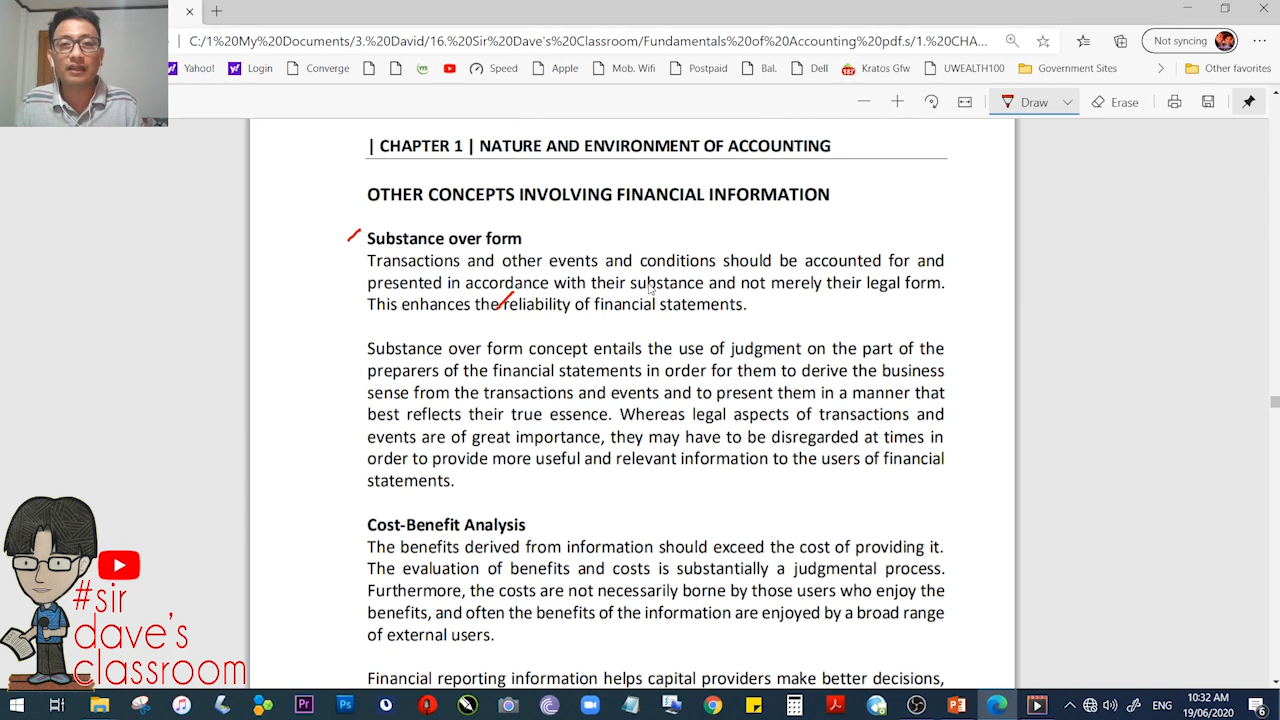 C:/1%20My%20Documents/3.%20David/16.%20Sir%20Dave's%20Classroom/Fundamentals%20of%20Accounting%20pdf.s/1.%20CHA...
Not syncing
Yahoo!
Login
Converge
Speed
Apple
Mob. Wifi
Postpaid
Bal.
Dell
Kratos Gfw
UWEALTH100
Government Sites
Other favorites
Draw
Erase
| CHAPTER 1 | NATURE AND ENVIRONMENT OF ACCOUNTING
OTHER CONCEPTS INVOLVING FINANCIAL INFORMATION
Substance over form
Transactions and other events and conditions should be accounted for and
presented in accordance with their substance and not merely their legal form.
This enhances the reliability of financial statements.
Substance over form concept entails the use of judgment on the part of the
preparers of the financial statements in order for them to derive the business
sense from the transactions and events and to present them in a manner that
best reflects their true essence. Whereas legal aspects of transactions and
events are of great importance, they may have to be disregarded at times in
order to provide more useful and relevant information to the users of financial
statements.
Cost-Benefit Analysis
The benefits derived from information should exceed the cost of providing it.
The evaluation of benefits and costs is substantially a judgmental process.
Furthermore, the costs are not necessarily borne by those users who enjoy the
benefits, and often the benefits of the information are enjoyed by a broad range
of external users.
Financial reporting information helps capital providers make better decisions,
#sir
dave's
classroom
Pr
Ps
ENG
10:32 AM
19/06/2020
6